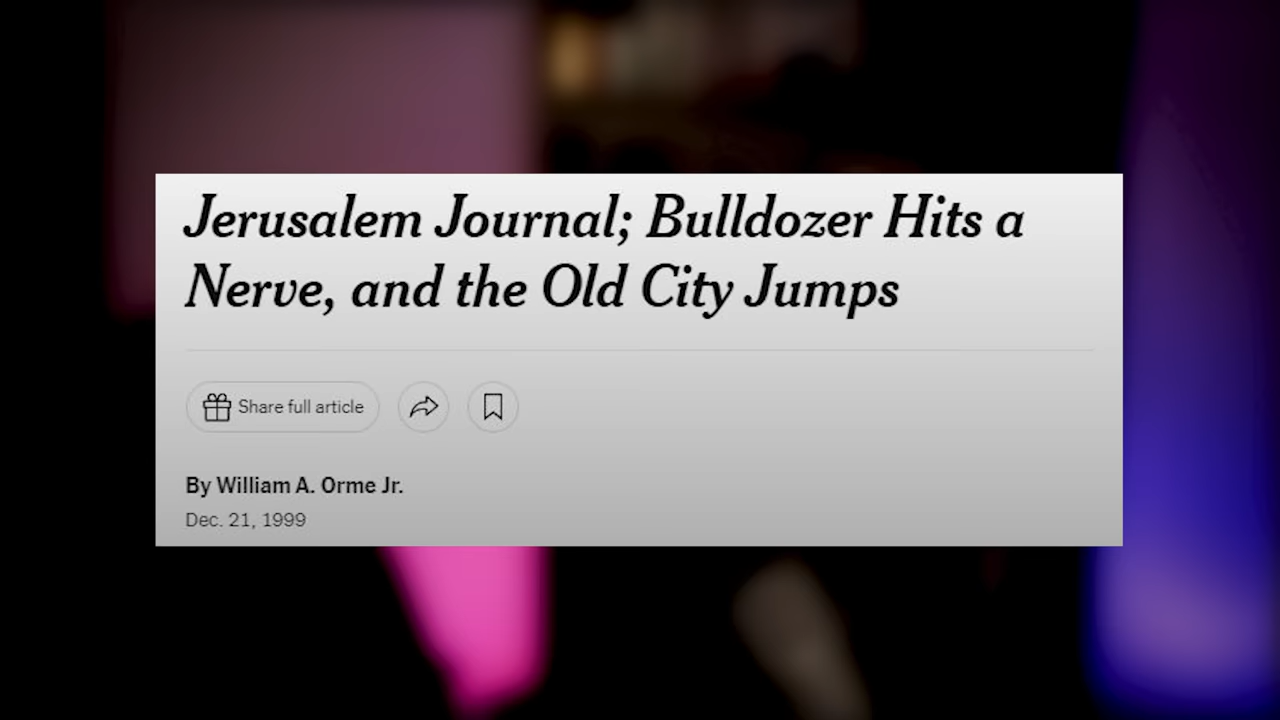 Jerusalem Journal; Bulldozer Hits a
Nerve, and the Old City Jumps
Share full article
By William A. Orme Jr.
Dec. 21, 1999